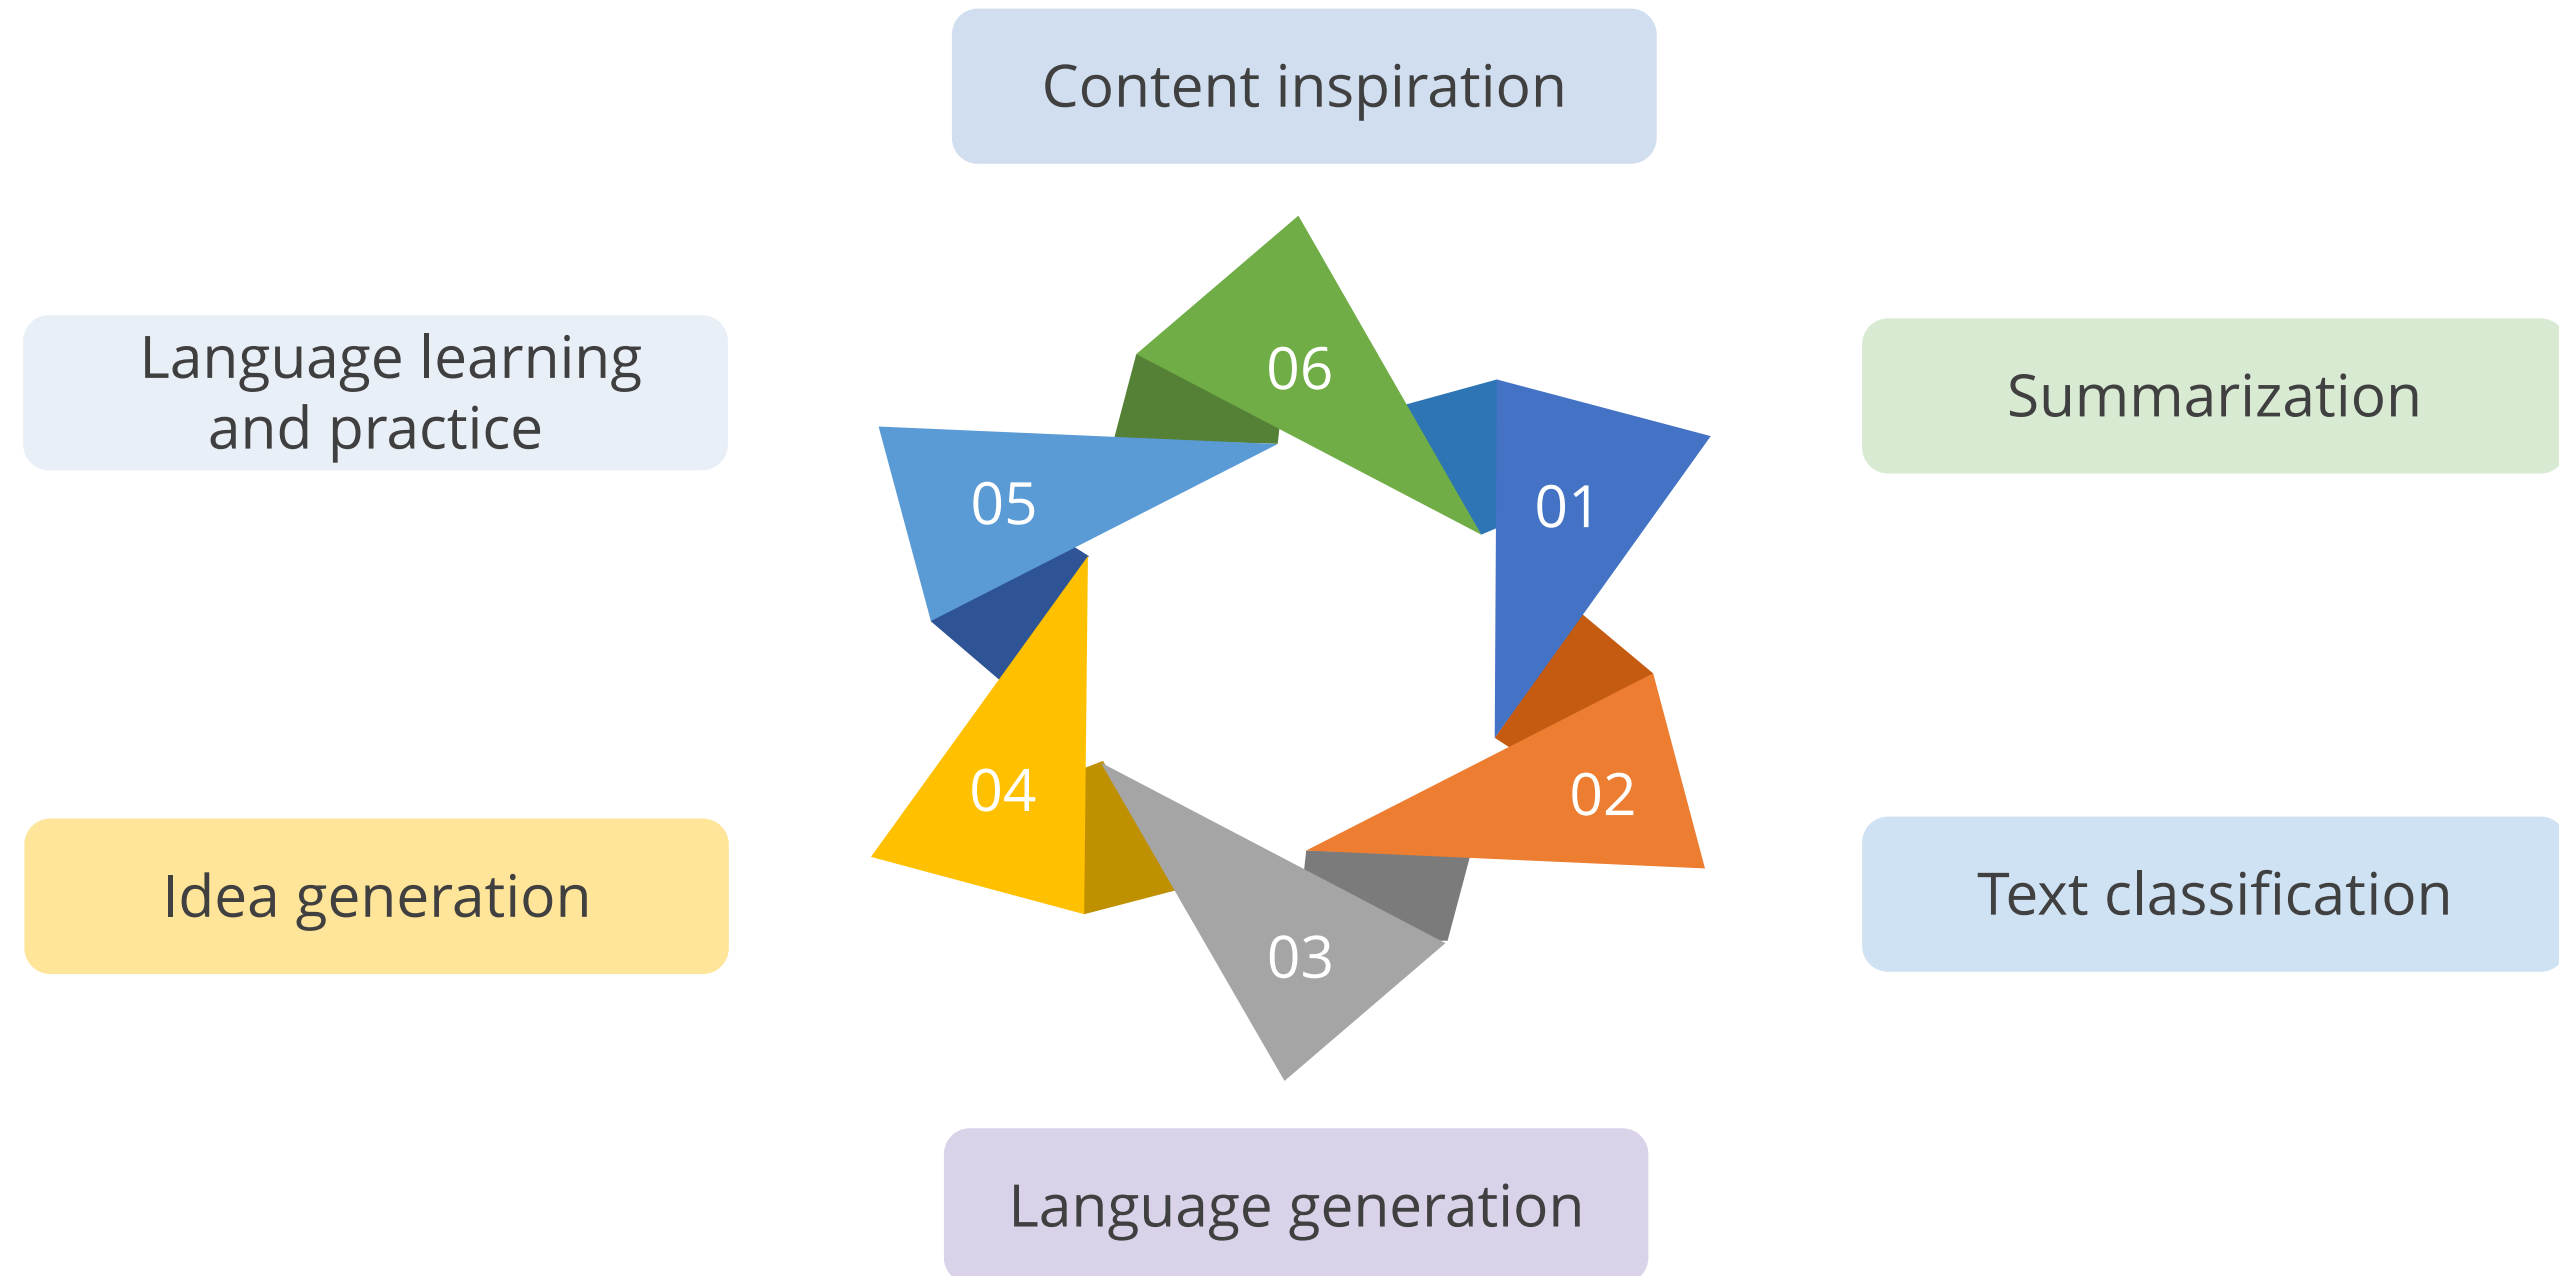 Content inspiration
Language learning
and practice
Summarization
06
05
01
04
02
03
Idea generation
Text classification
Language generation